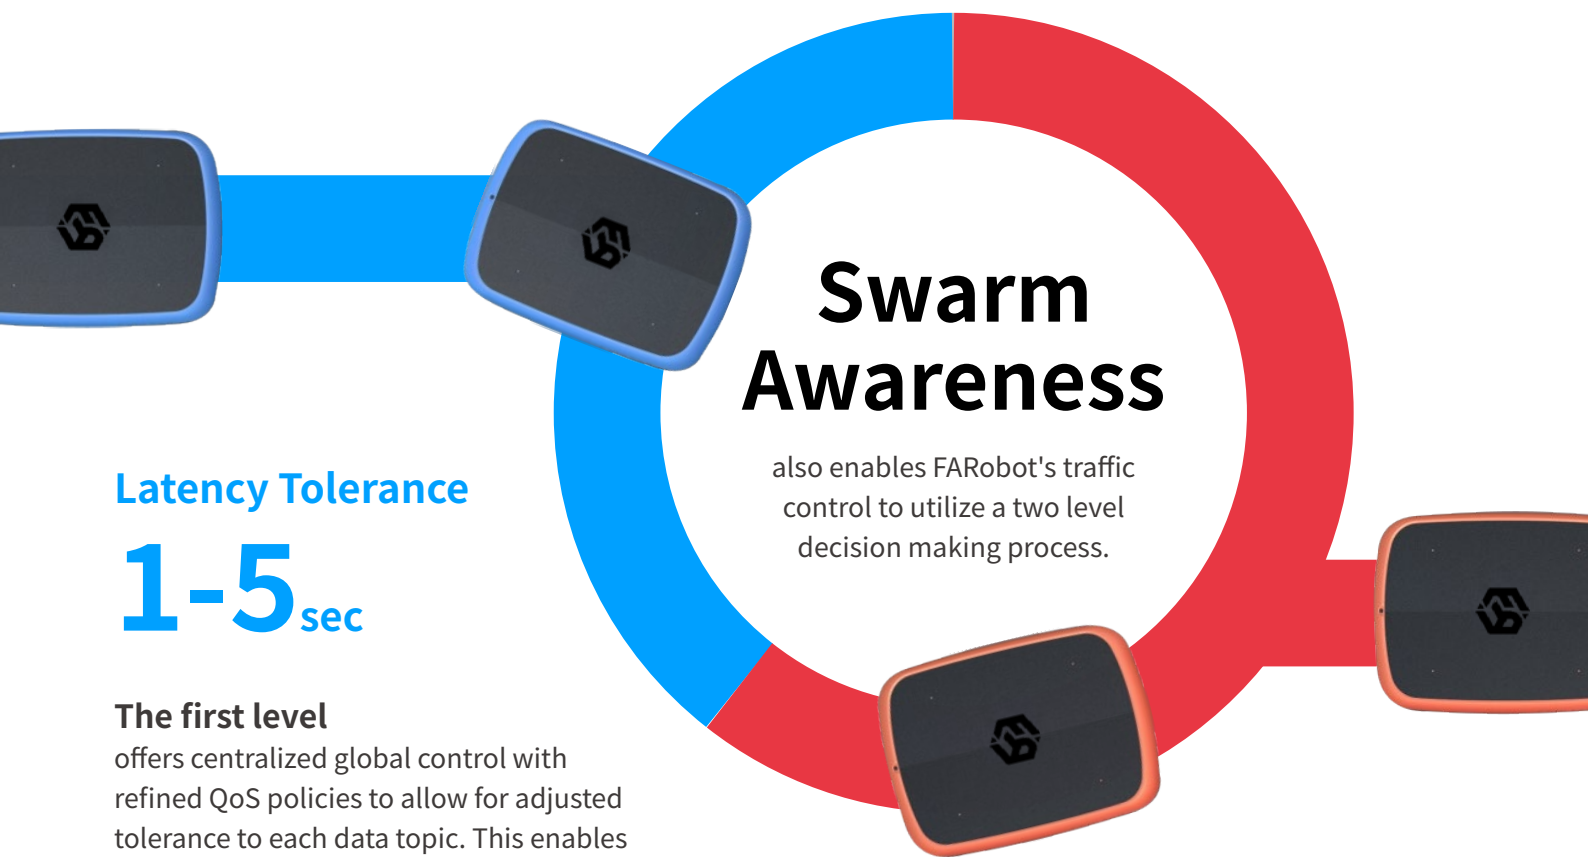 Swarm
Awareness
also enables FARobot's traffic
control to utilize a two level
decision making process.
Latency Tolerance
1-5 sec
The first level
offers centralized global control with
refined QoS policies to allow for adjusted
tolerance to each data topic. This enables